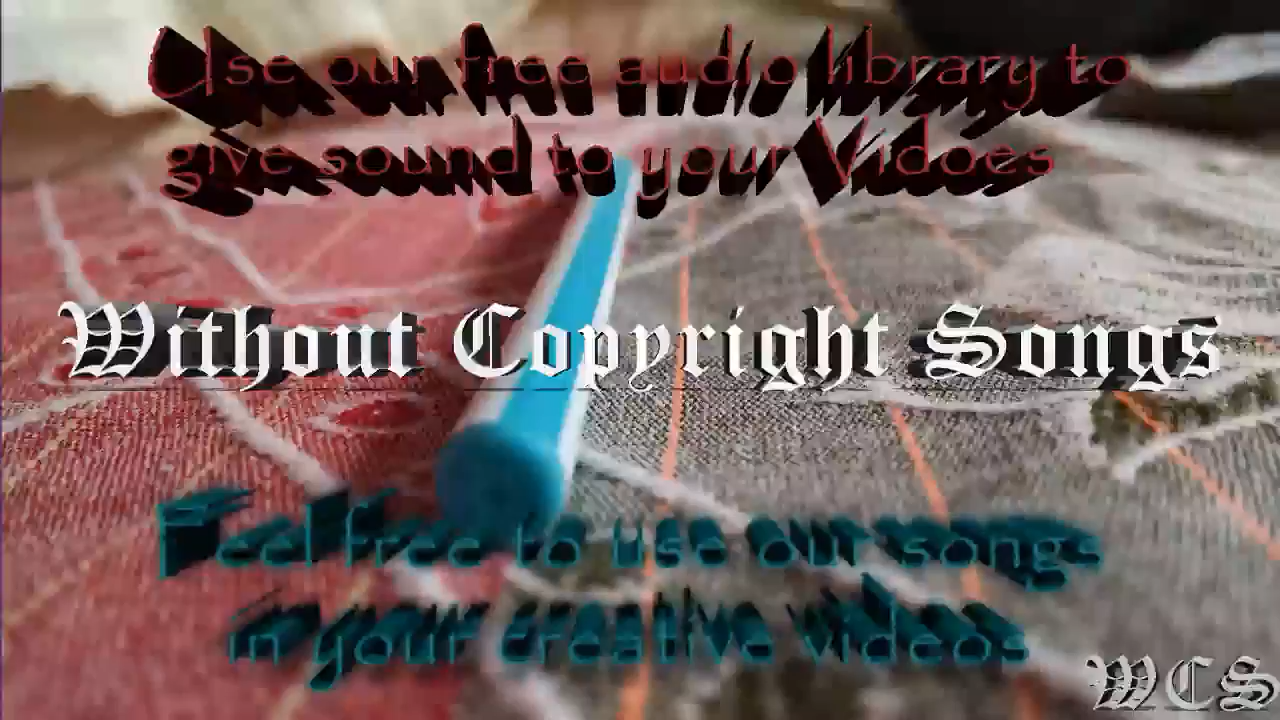 Use our free audio library to
give sound to your Vidoes
Without Copyright Songs
Feel free to use our songs
in your creative videos
WCS